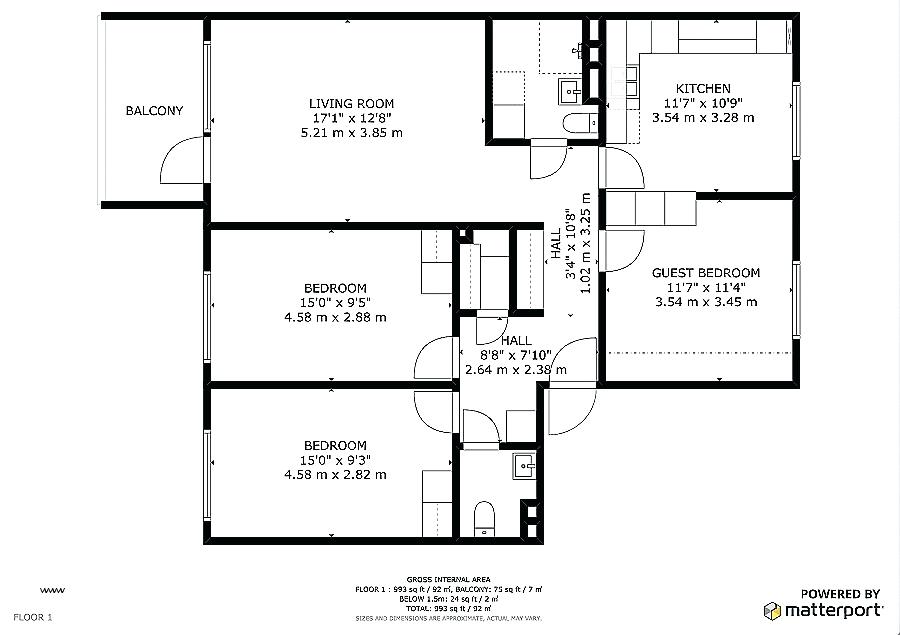 BALCONY
LIVING ROOM
17'1" x 12'8"
5.21 m x 3.85 m
KITCHEN
11'7" x 10'9"
3.54 m x 3.28 m
HALL
3'4" x 10'8"
1.02 m x 3.25 m
GUEST BEDROOM
11'7" x 11'4"
3.54 m x 3.45 m
BEDROOM
15'0" x 9'5"
4.58 m x 2.88 m
HALL
8'8" x 7'10"
2.64 m x 2.38 m
BEDROOM
15'0" x 9'3"
4.58 m x 2.82 m
GROSS INTERNAL AREA
FLOOR 1 : 993 sq ft / 92 ㎡, BALCONY: 75 sq ft / 7 ㎡
BELOW 1.5m: 24 sq ft / 2 ㎡
TOTAL: 993 sq ft / 92 ㎡
SIZES AND DIMENSIONS ARE APPROXIMATE, ACTUAL MAY VARY.
www
FLOOR 1
POWERED BY
matterport